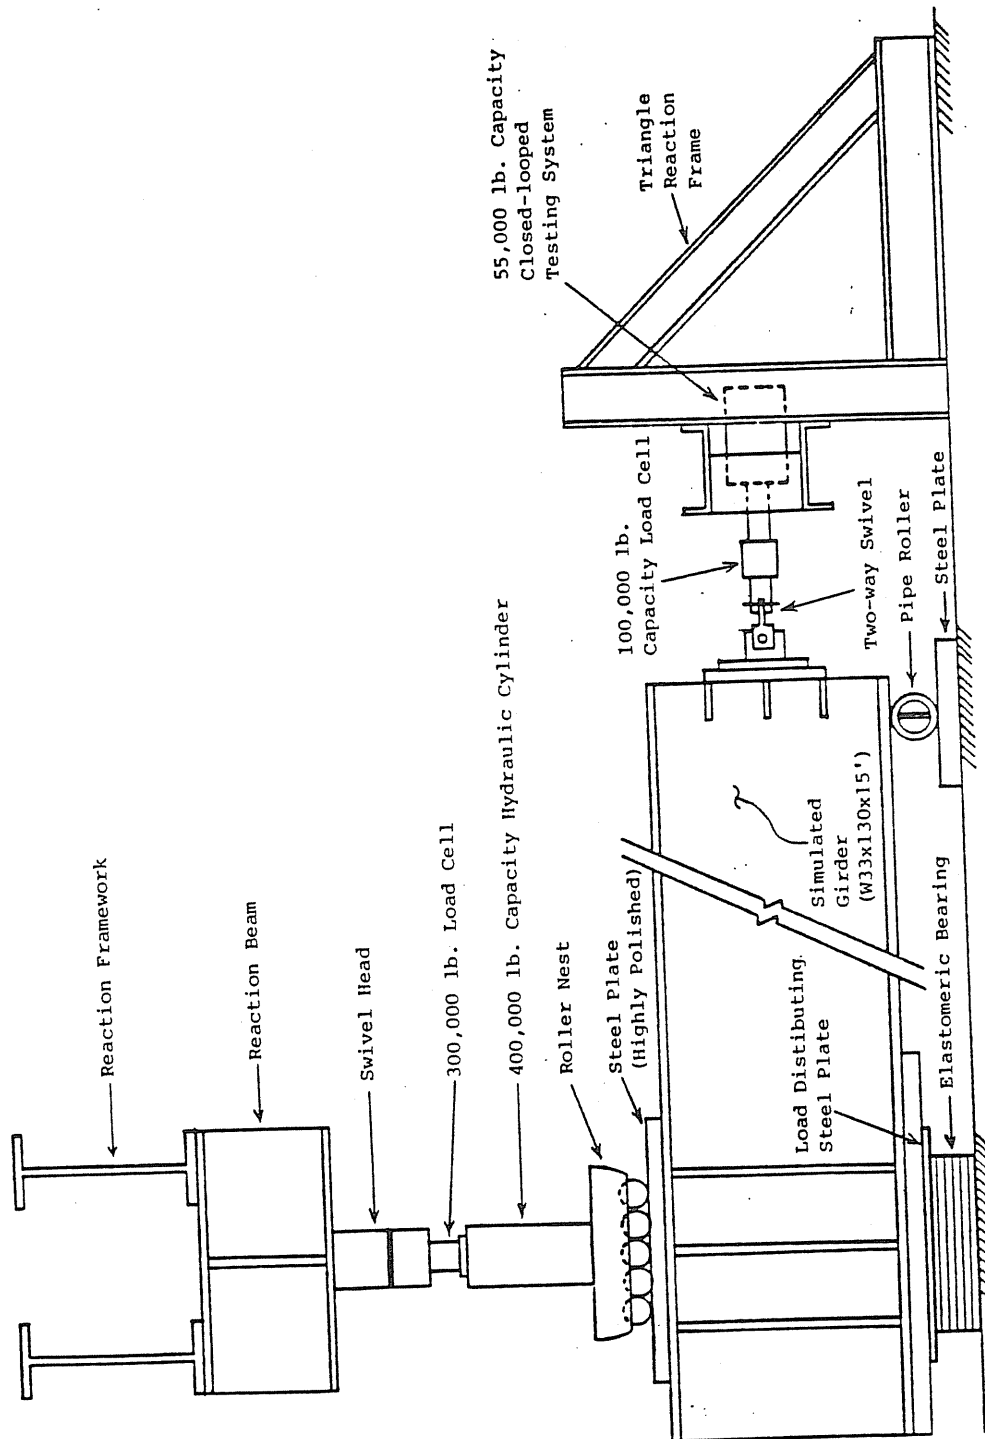 Reaction Framework
Reaction Beam
Swivel Head
300,000 lb. Load Cell
400,000 lb. Capacity Hydraulic Cylinder
Roller Nest
Steel Plate
(Highly Polished)
55,000 lb. Capacity
Closed-looped
Testing System
Triangle
Reaction
Frame
100,000 lb.
Capacity Load Cell
Two-way Swivel
Pipe Roller
Steel Plate
Simulated
Girder
(W33x130x15')
Load Distibuting
Steel Plate
Elastomeric Bearing